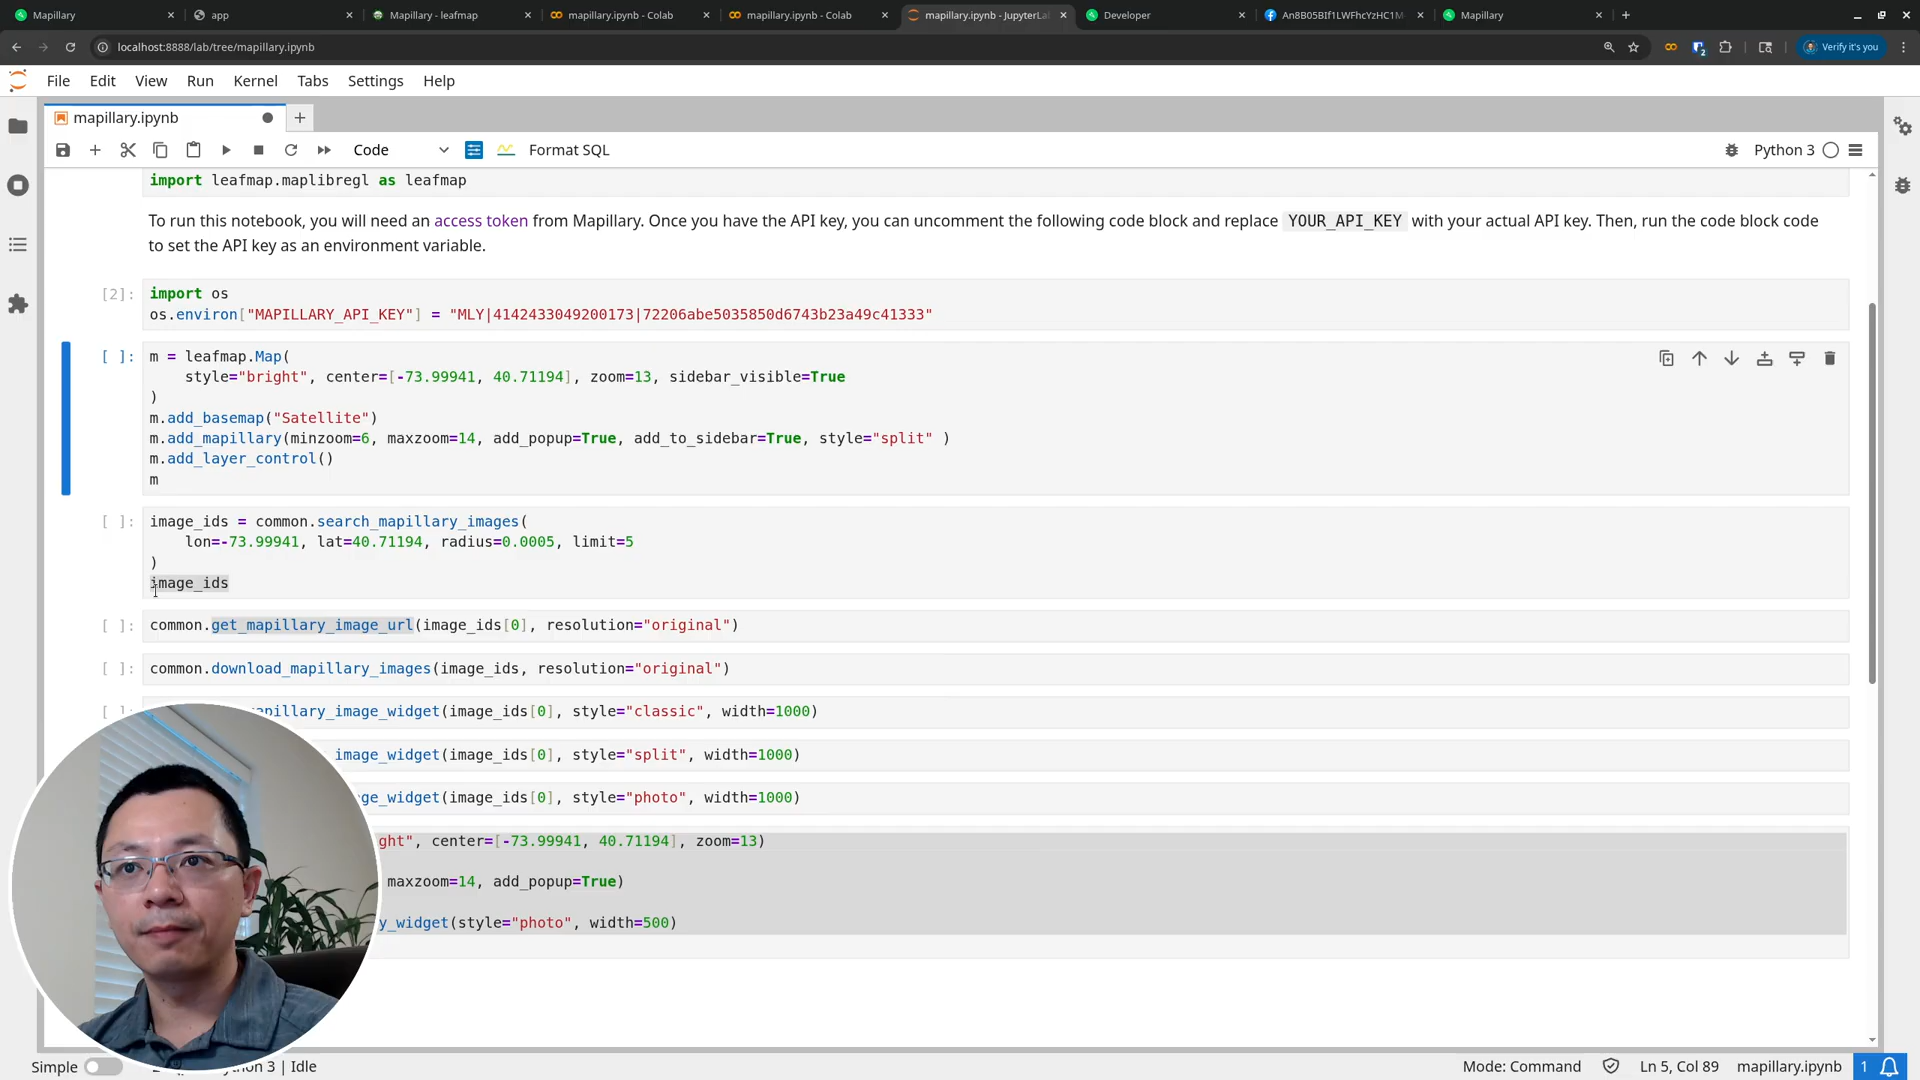 Mapillary
app
Mapillary - leafmap
mapillary.ipynb - Colab
mapillary.ipynb - Colab
mapillary.ipynb - JupyterLa
Developer
An8B05BIf1LWFhcYzHC1M
Mapillary
localhost:8888/lab/tree/mapillary.ipynb
Verify it's you
File Edit View Run Kernel Tabs Settings Help
mapillary.ipynb
Code
Format SQL
Python 3
import leafmap.maplibregl as leafmap
To run this notebook, you will need an access token from Mapillary. Once you have the API key, you can uncomment the following code block and replace YOUR_API_KEY with your actual API key. Then, run the code block code
to set the API key as an environment variable.
[2]: import os
os.environ["MAPILLARY_API_KEY"] = "MLY|4142433049200173|72206abe5035850d6743b23a49c41333"
[ ]: m = leafmap.Map(
style="bright", center=[-73.99941, 40.71194], zoom=13, sidebar_visible=True
)
m.add_basemap("Satellite")
m.add_mapillary(minzoom=6, maxzoom=14, add_popup=True, add_to_sidebar=True, style="split" )
m.add_layer_control()
m
[ ]: image_ids = common.search_mapillary_images(
lon=-73.99941, lat=40.71194, radius=0.0005, limit=5
)
image_ids
[ ]: common.get_mapillary_image_url(image_ids[0], resolution="original")
[ ]: common.download_mapillary_images(image_ids, resolution="original")
[ ]: apillary_image_widget(image_ids[0], style="classic", width=1000)
image_widget(image_ids[0], style="split", width=1000)
ge_widget(image_ids[0], style="photo", width=1000)
ght", center=[-73.99941, 40.71194], zoom=13)
maxzoom=14, add_popup=True)
y_widget(style="photo", width=500)
Simple
ython 3 | Idle
Mode: Command
Ln 5, Col 89
mapillary.ipynb
1